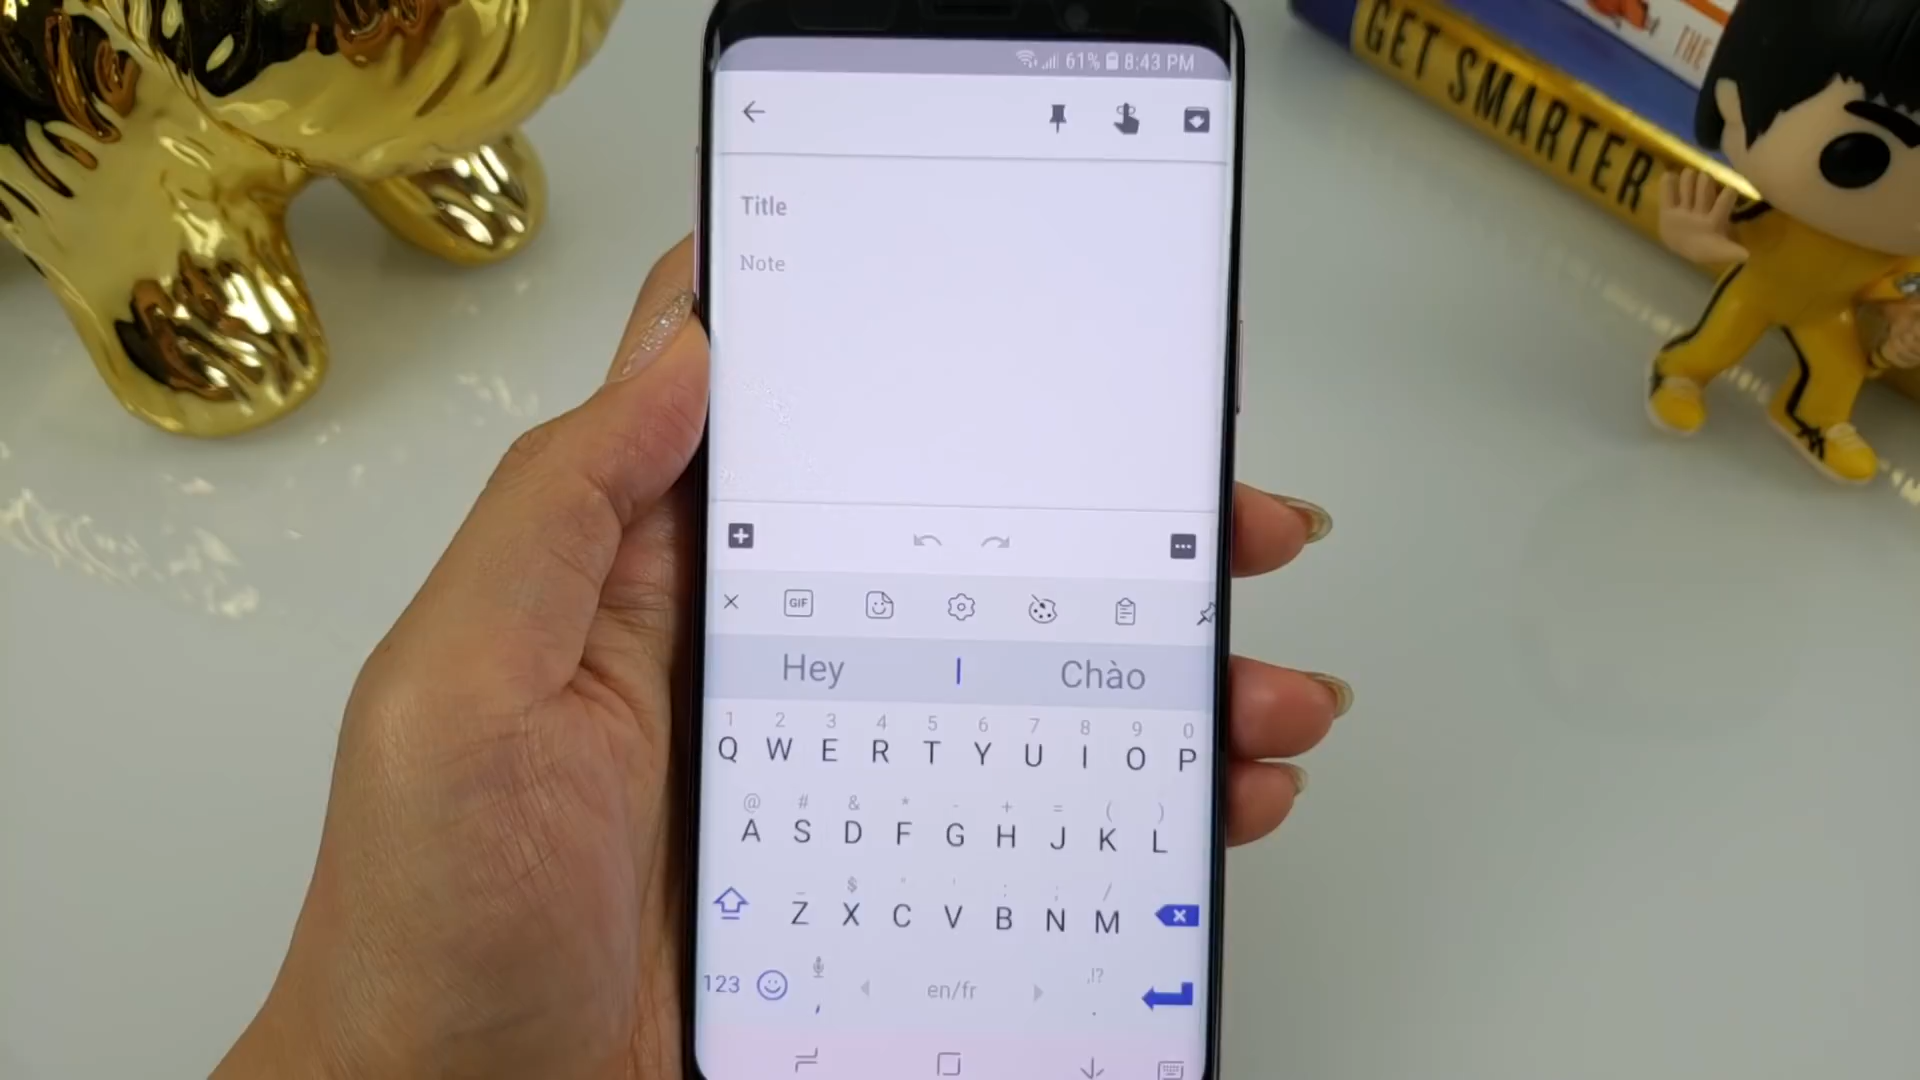 GET SMARTER
THE
61% 8:43 PM
Title
Note
GIF
Hey I Chào
1 2 3 4 5 6 7 8 9 0
Q W E R T Y U I O P
@ # & * - + = ( )
A S D F G H J K L
_ $ " ' : ; /
Z X C V B N M
123 , en/fr ,!? .